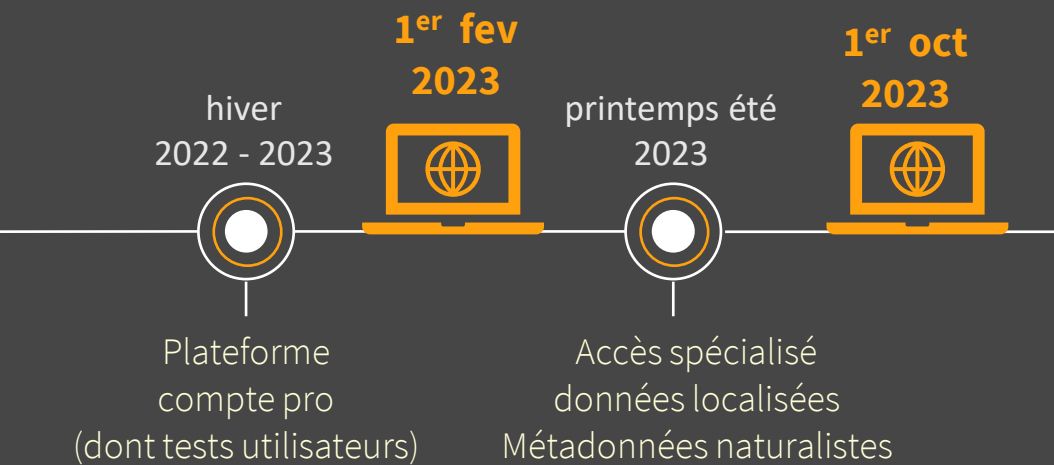 hiver
2022 - 2023
Plateforme
compte pro
(dont tests utilisateurs)
1er fev
2023
printemps été
2023
Accès spécialisé
données localisées
Métadonnées naturalistes
1er oct
2023